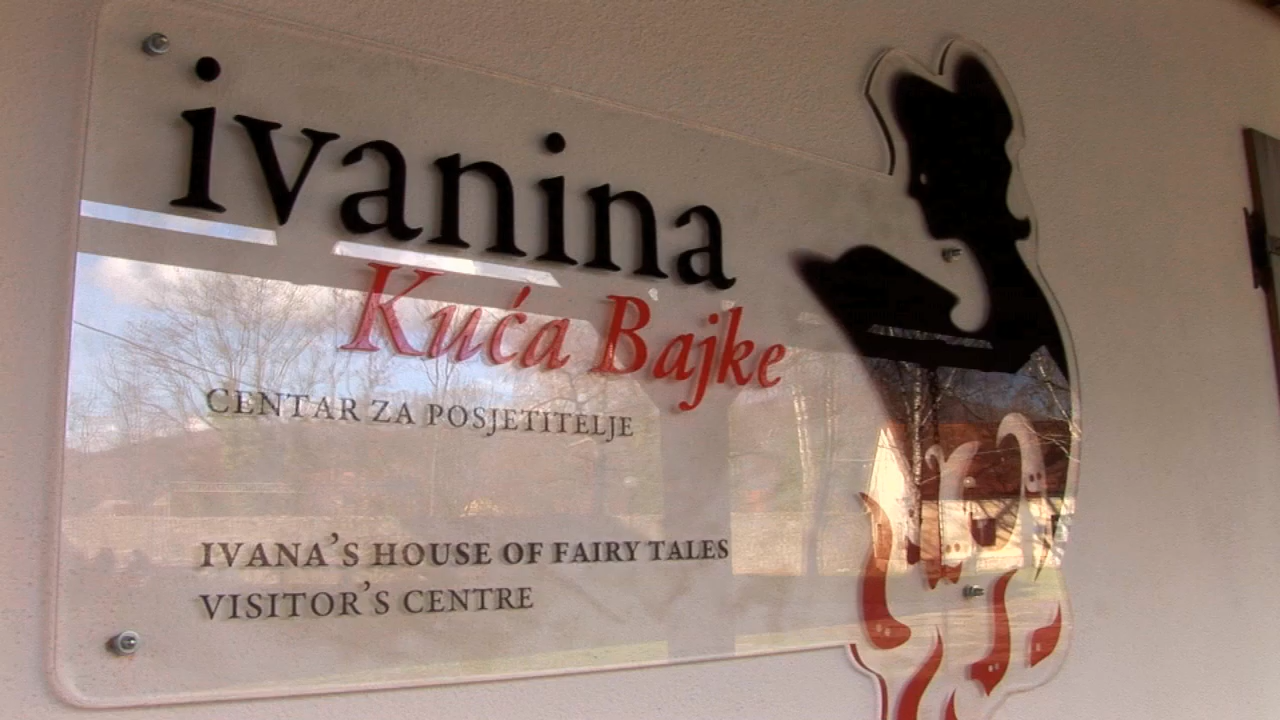 ivanina
Kuća Bajke
CENTAR ZA POSJETITELJE
IVANA'S HOUSE OF FAIRY TALES
VISITOR'S CENTRE